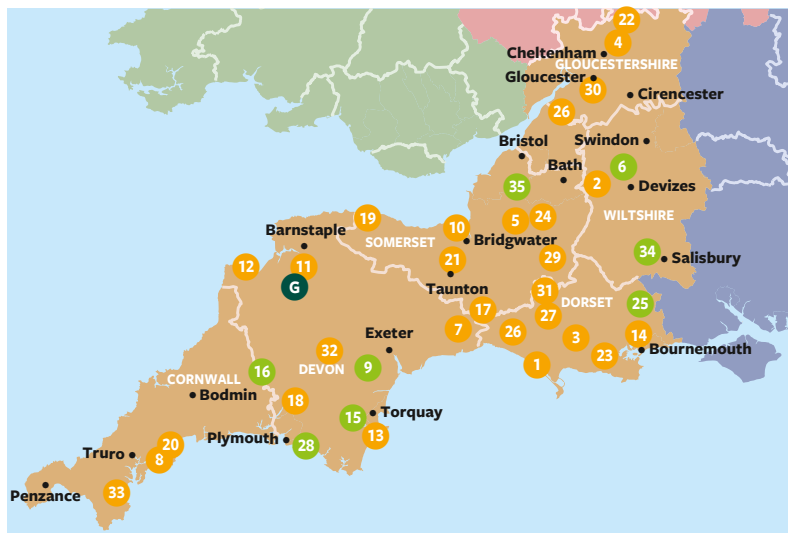 22
4
Cheltenham
GLOUCESTERSHIRE
Gloucester
30
Cirencester
26
Bristol
Swindon
6
Bath
35
2
Devizes
19
5
24
WILTSHIRE
10
Barnstaple
SOMERSET
Bridgwater
34
12
11
21
29
Salisbury
G
Taunton
31
25
17
DORSET
27
7
26
14
Exeter
3
32
Bournemouth
23
16
9
1
DEVON
CORNWALL
Bodmin
18
15
Torquay
13
Plymouth
28
20
Truro
8
33
Penzance